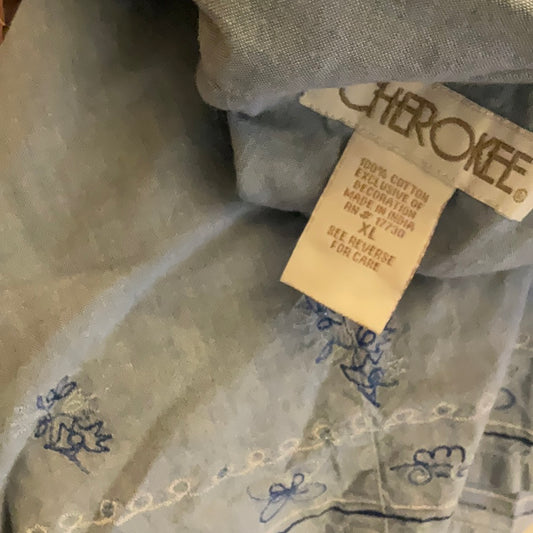 CHEROKEE®
100% COTTON
EXCLUSIVE OF
DECORATION
MADE IN INDIA
RN # 17730
XL
SEE REVERSE
FOR CARE